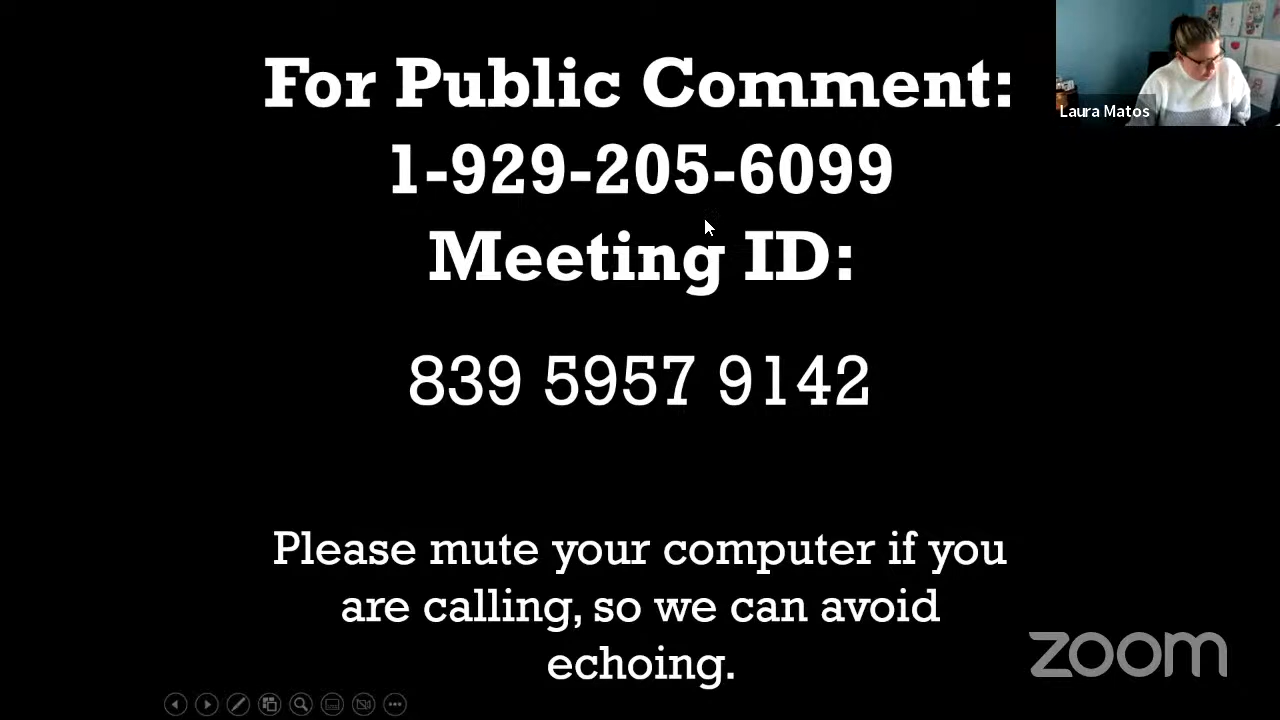 For Public Comment:
1-929-205-6099
Meeting ID:
839 5957 9142
Please mute your computer if you
are calling, so we can avoid
echoing.
Laura Matos
zoom